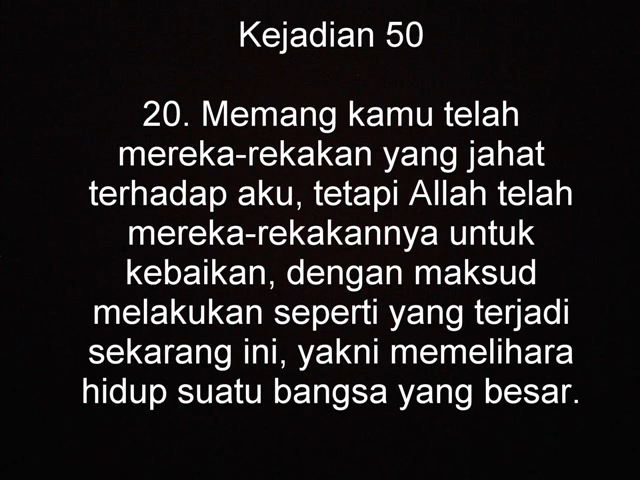 Kejadian 50
20. Memang kamu telah
mereka-rekakan yang jahat
terhadap aku, tetapi Allah telah
mereka-rekakannya untuk
kebaikan, dengan maksud
melakukan seperti yang terjadi
sekarang ini, yakni memelihara
hidup suatu bangsa yang besar.